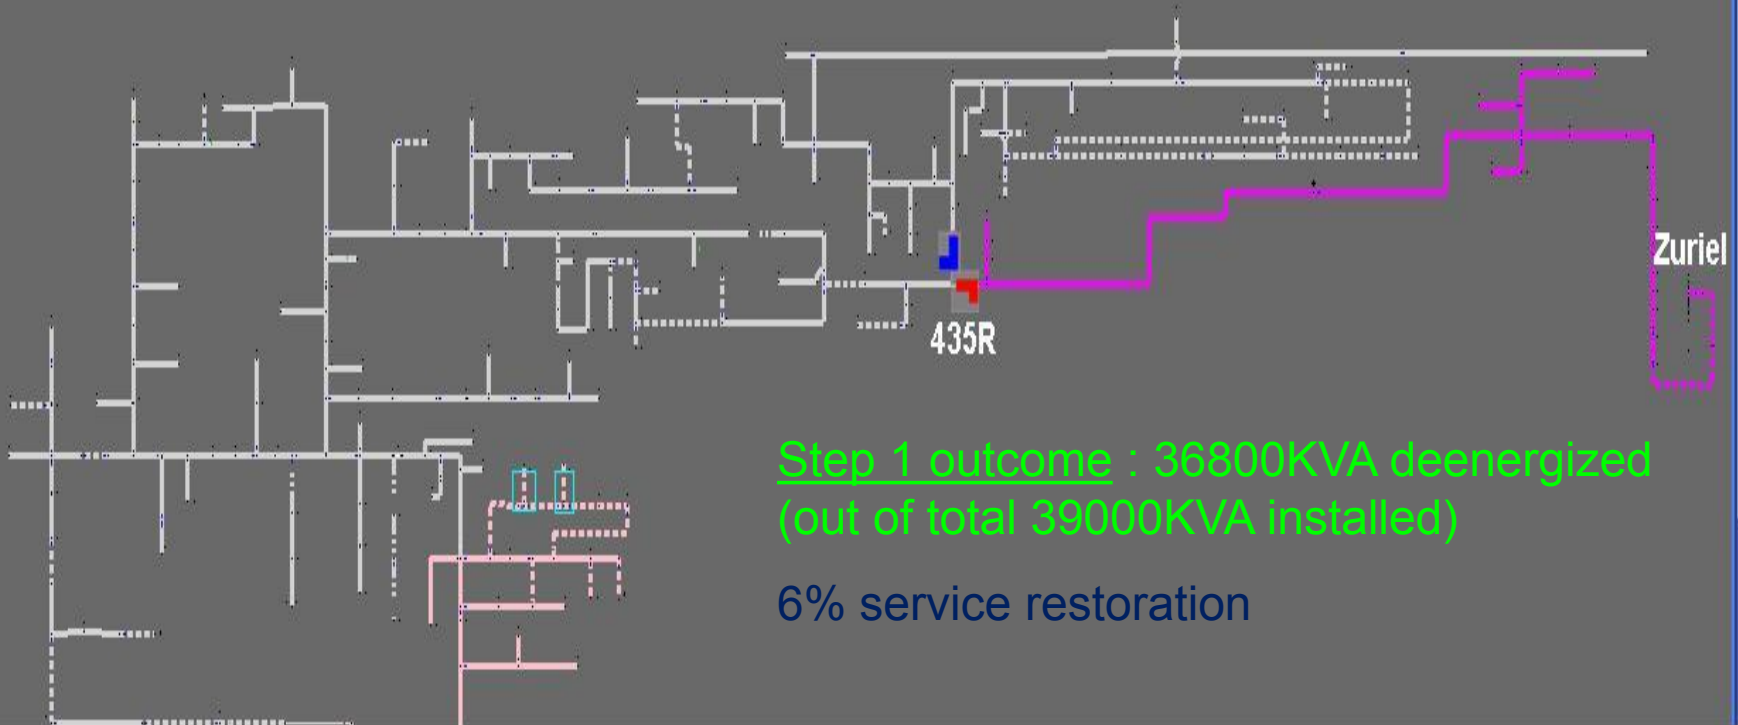 Zuriel
435R
Step 1 outcome : 36800KVA deenergized
(out of total 39000KVA installed)
6% service restoration